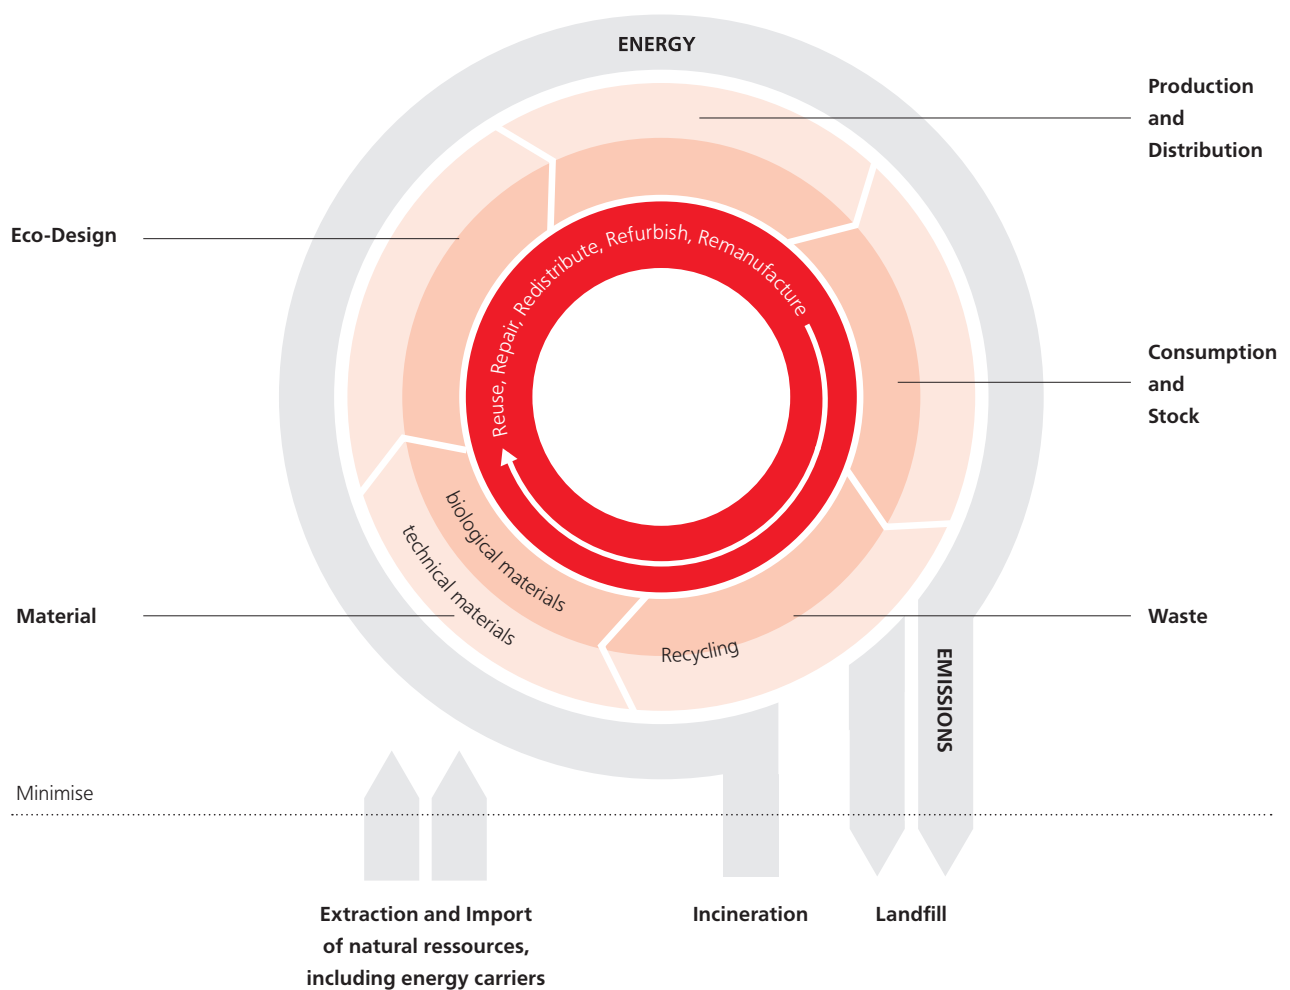 ENERGY
Production
and
Distribution
Eco-Design
Reuse, Repair, Redistribute, Refurbish, Remanufacture
Consumption
and
Stock
biological materials
technical materials
Material
Recycling
Waste
EMISSIONS
Minimise
Extraction and Import
of natural ressources,
including energy carriers
Incineration
Landfill